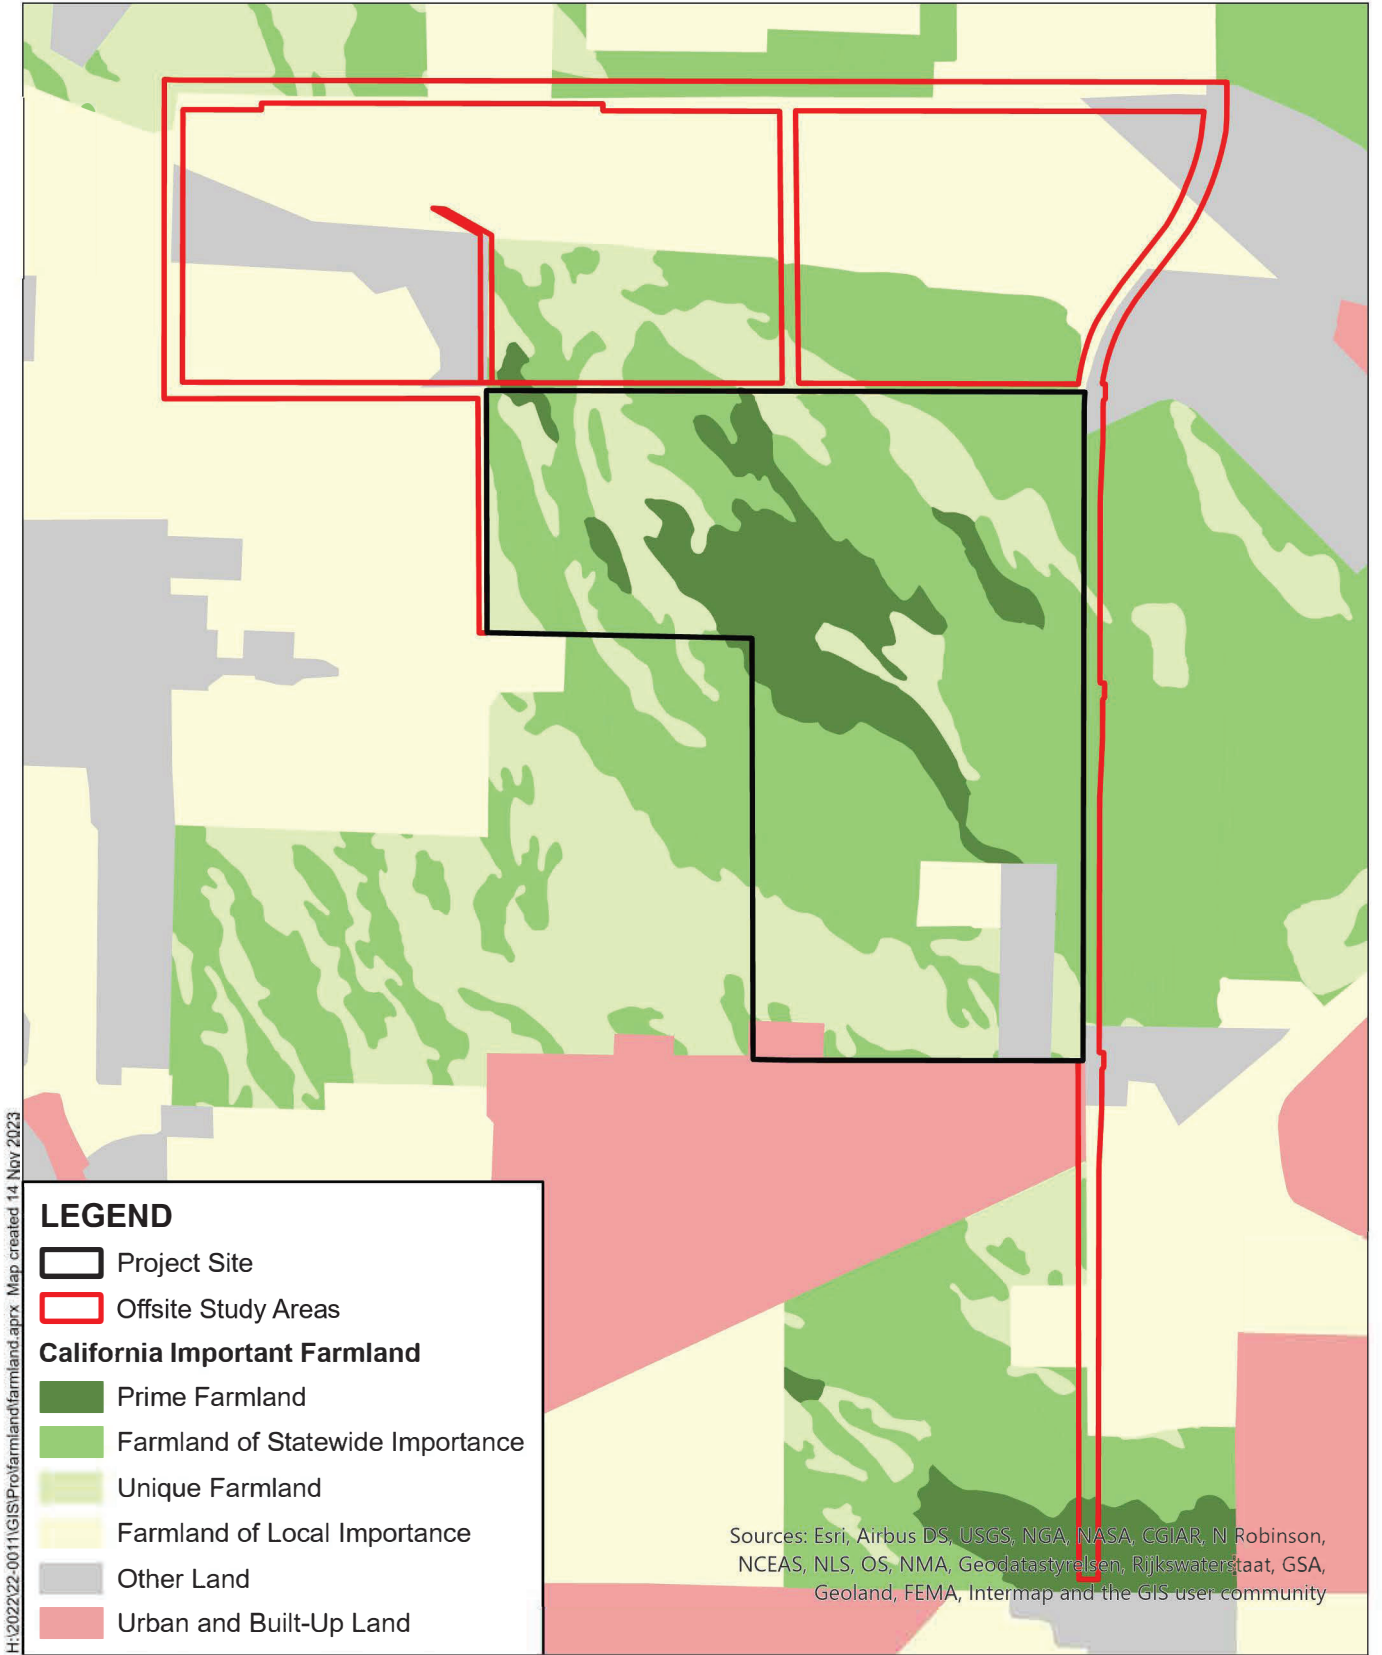 H:\2022\22-0011\GIS\Pro\farmland\farmland.aprx Map created 14 Nov 2023
LEGEND
Project Site
Offsite Study Areas
California Important Farmland
Prime Farmland
Farmland of Statewide Importance
Unique Farmland
Farmland of Local Importance
Other Land
Urban and Built-Up Land
Sources: Esri, Airbus DS, USGS, NGA, NASA, CGIAR, N Robinson,
NCEAS, NLS, OS, NMA, Geodatastyrelsen, Rijkswaterstaat, GSA,
Geoland, FEMA, Intermap and the GIS user community